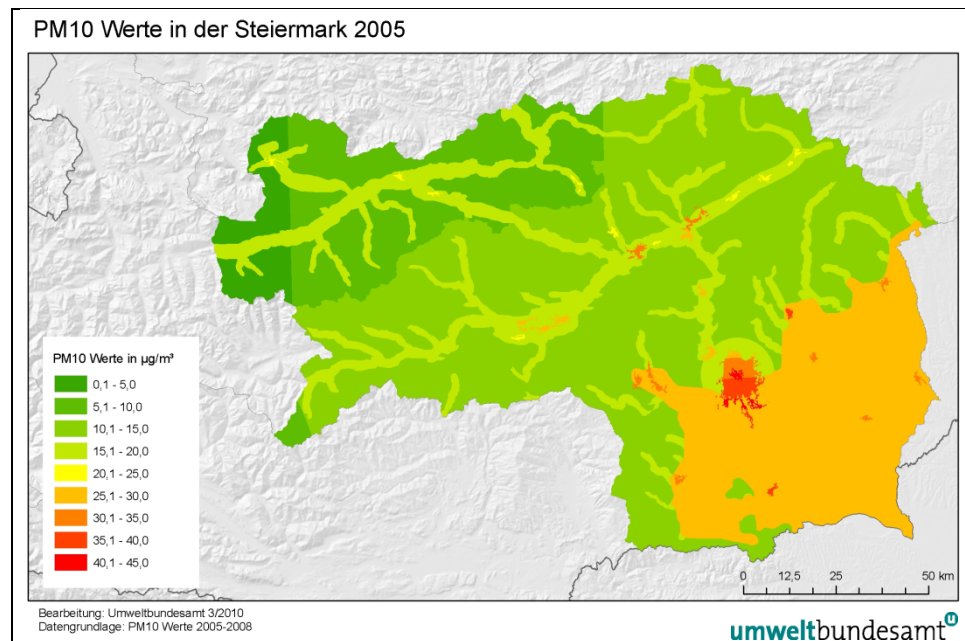 PM10 Werte in der Steiermark 2005
PM10 Werte in µg/m³
0,1 - 5,0
5,1 - 10,0
10,1 - 15,0
15,1 - 20,0
20,1 - 25,0
25,1 - 30,0
30,1 - 35,0
35,1 - 40,0
40,1 - 45,0
0 12,5 25 50 km
Bearbeitung: Umweltbundesamt 3/2010
Datengrundlage: PM10 Werte 2005-2008
umweltbundesamt u